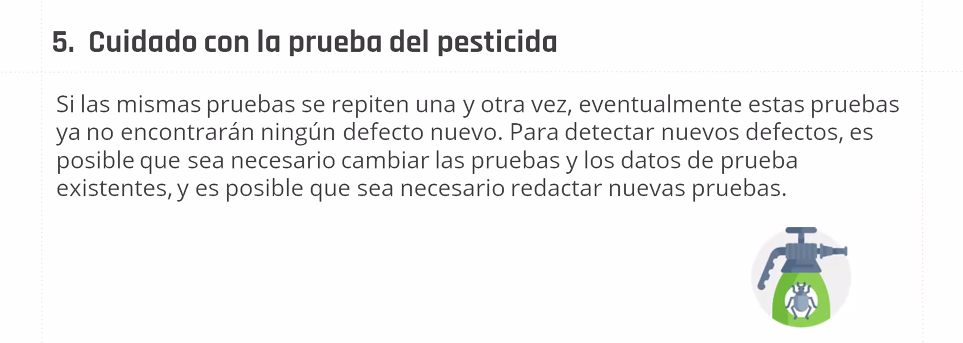 5. Cuidado con la prueba del pesticida
Si las mismas pruebas se repiten una y otra vez, eventualmente estas pruebas
ya no encontrarán ningún defecto nuevo. Para detectar nuevos defectos, es
posible que sea necesario cambiar las pruebas y los datos de prueba
existentes, y es posible que sea necesario redactar nuevas pruebas.